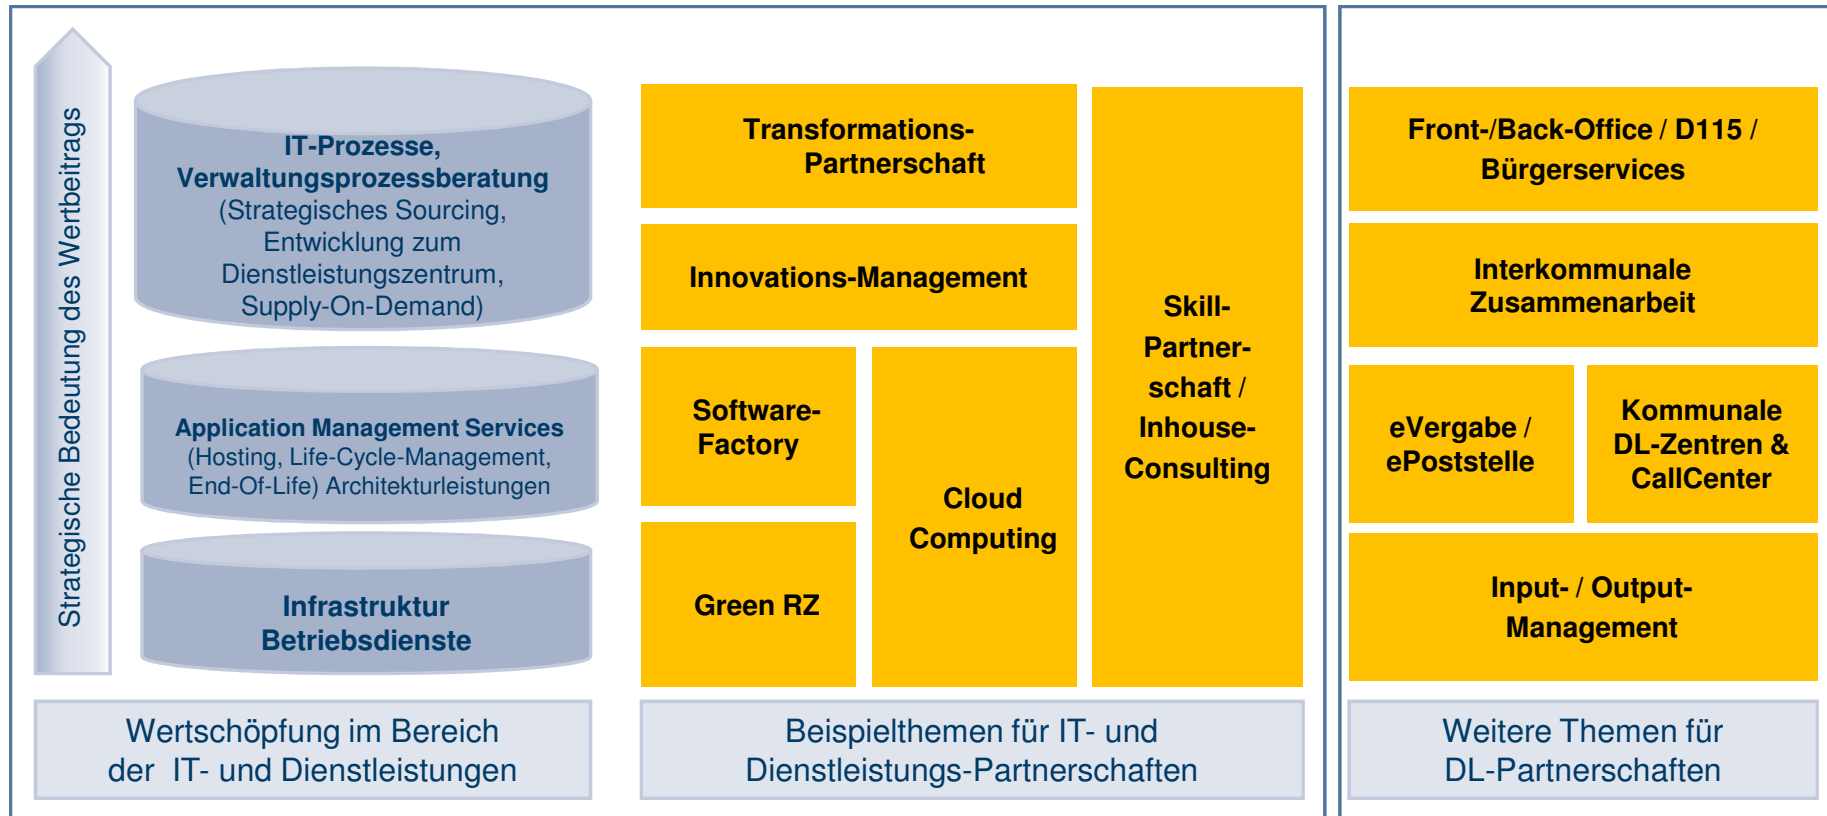 Strategische Bedeutung des Wertbeitrags
IT-Prozesse,
Verwaltungsprozessberatung
(Strategisches Sourcing,
Entwicklung zum
Dienstleistungszentrum,
Supply-On-Demand)
Application Management Services
(Hosting, Life-Cycle-Management,
End-Of-Life) Architekturleistungen
Infrastruktur
Betriebsdienste
Wertschöpfung im Bereich
der IT- und Dienstleistungen
Transformations-
Partnerschaft
Innovations-Management
Software-
Factory
Green RZ
Cloud
Computing
Skill-
Partner-
schaft /
Inhouse-
Consulting
Beispielthemen für IT- und
Dienstleistungs-Partnerschaften
Front-/Back-Office / D115 /
Bürgerservices
Interkommunale
Zusammenarbeit
eVergabe /
ePoststelle
Kommunale
DL-Zentren &
CallCenter
Input- / Output-
Management
Weitere Themen für
DL-Partnerschaften